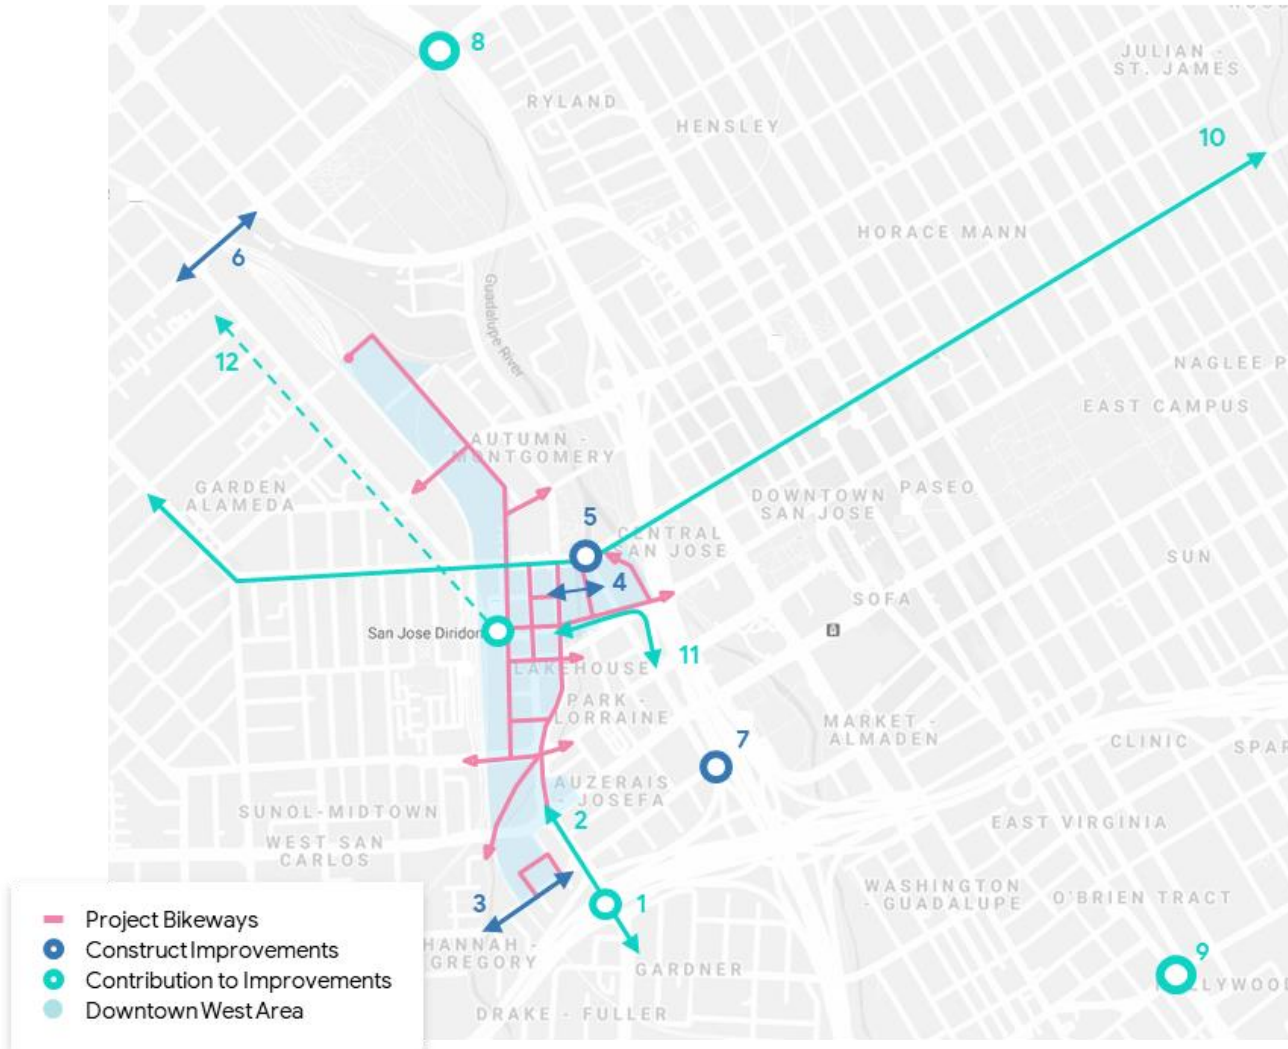 8
JULIAN -
ST. JAMES
RYLAND
HENSLEY
10
HORACE MANN
6
Guadalupe River
12
NAGLEE P
EAST CAMPUS
AUTUMN -
MONTGOMERY
GARDEN
ALAMEDA
DOWNTOWN
SAN JOSE
PASEO
5
CENTRAL
SAN JOSE
SUN
4
SOFA
San Jose Diridon
11
LAKEHOUSE
PARK -
LORRAINE
MARKET -
ALMADEN
7
CLINIC
SPAR
AUZERAIS
- JOSEFA
2
SUNOL-MIDTOWN
EAST VIRGINIA
WEST SAN
CARLOS
WASHINGTON
- GUADALUPE
O'BRIEN TRACT
3
1
HANNAH -
GREGORY
GARDNER
9
DRAKE - FULLER
Project Bikeways
Construct Improvements
Contribution to Improvements
Downtown West Area